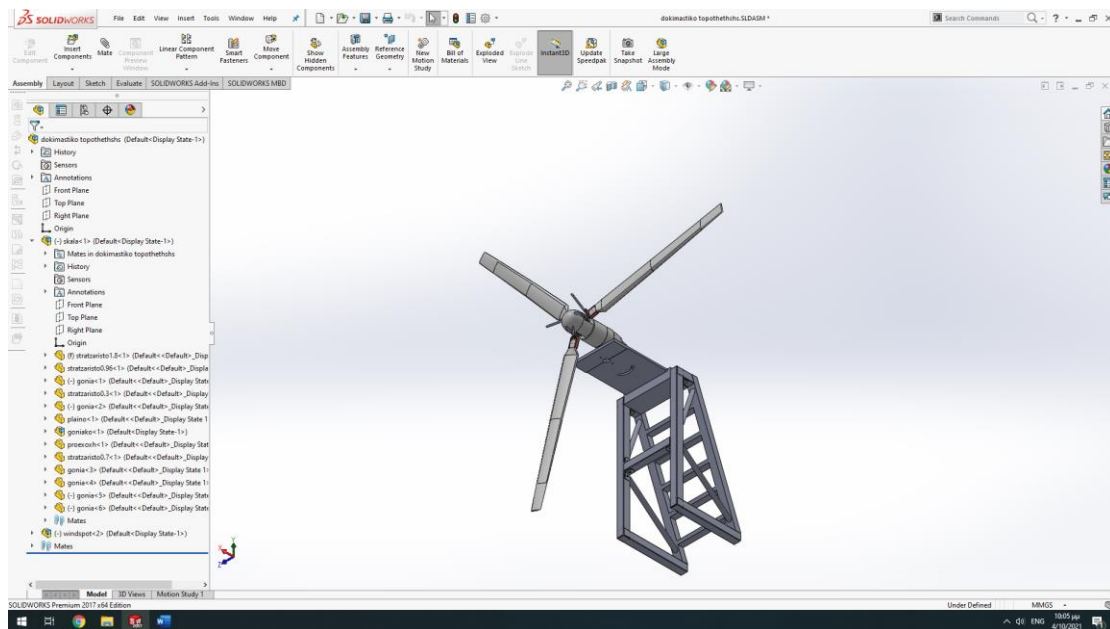 SOLIDWORKS File Edit View Insert Tools Window Help dokimastiko topothethshs.SLDASM * Search Commands
Edit Component
Insert Components
Mate
Component Preview Window
Linear Component Pattern
Smart Fasteners
Move Component
Show Hidden Components
Assembly Features
Reference Geometry
New Motion Study
Bill of Materials
Exploded View
Explode Line Sketch
Instant3D
Update Speedpak
Take Snapshot
Large Assembly Mode
Assembly Layout Sketch Evaluate SOLIDWORKS Add-Ins SOLIDWORKS MBD
dokimastiko topothethshs (Default<Display State-1>)
History
Sensors
Annotations
Front Plane
Top Plane
Right Plane
Origin
(-) skala<1> (Default<Display State-1>)
Mates in dokimastiko topothethshs
History
Sensors
Annotations
Front Plane
Top Plane
Right Plane
Origin
(f) stratzaristo1.8<1> (Default<<Default>_Disp
stratzaristo0.96<1> (Default<<Default>_Displa
(-) gonia<1> (Default<<Default>_Display State
stratzaristo0.3<1> (Default<<Default>_Display
(-) gonia<2> (Default<<Default>_Display State
plaino<1> (Default<<Default>_Display State 1
goniako<1> (Default<Display State-1>)
proexoxh<1> (Default<<Default>_Display Stat
stratzaristo0.7<1> (Default<<Default>_Display
gonia<3> (Default<<Default>_Display State 1
gonia<4> (Default<<Default>_Display State 1
(-) gonia<5> (Default<<Default>_Display State
(-) gonia<6> (Default<<Default>_Display State
Mates
(-) windspot<2> (Default<Display State-1>)
Mates
Model 3D Views Motion Study 1
SOLIDWORKS Premium 2017 x64 Edition Under Defined MMGS
ENG 10:05 μμ
4/10/2021